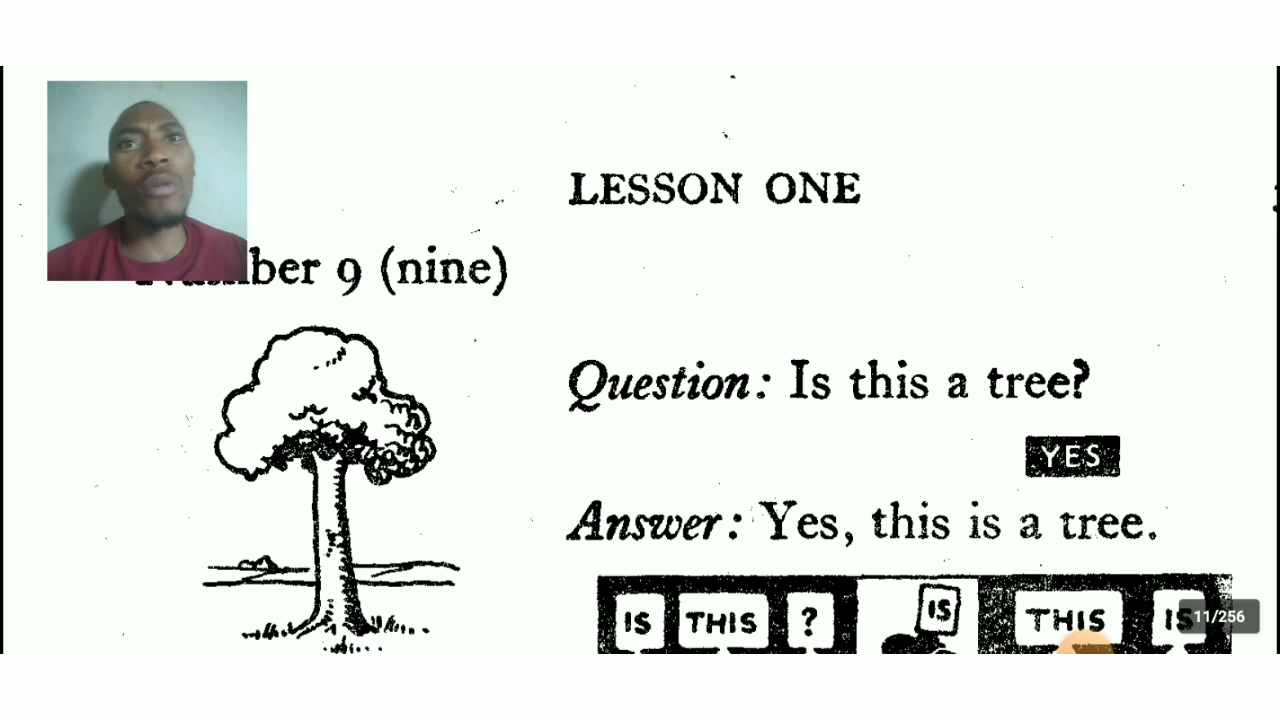 LESSON ONE
ber 9 (nine)
Question: Is this a tree?
YES
Answer: Yes, this is a tree.
IS THIS ? IS THIS IS
11/256